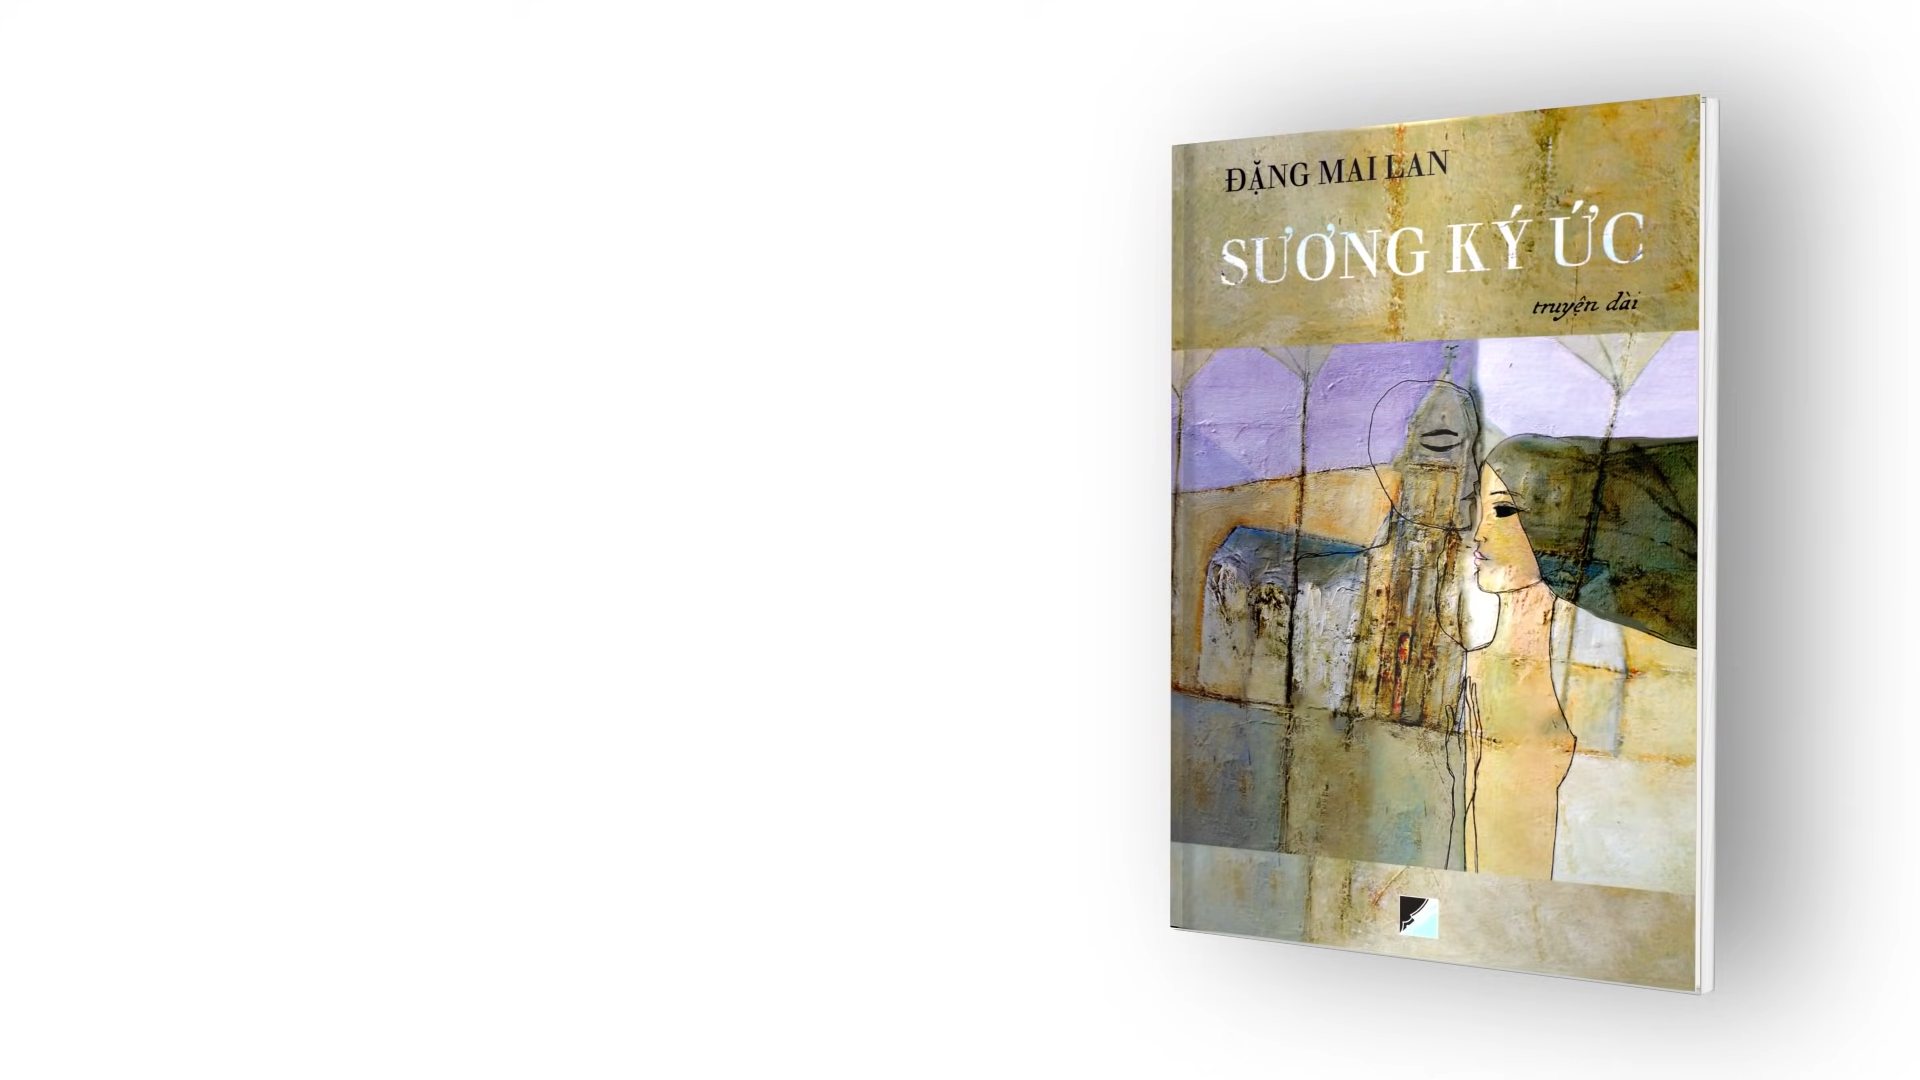 ĐẶNG MAI LAN
SƯƠNG KÝ ỨC
truyện dài